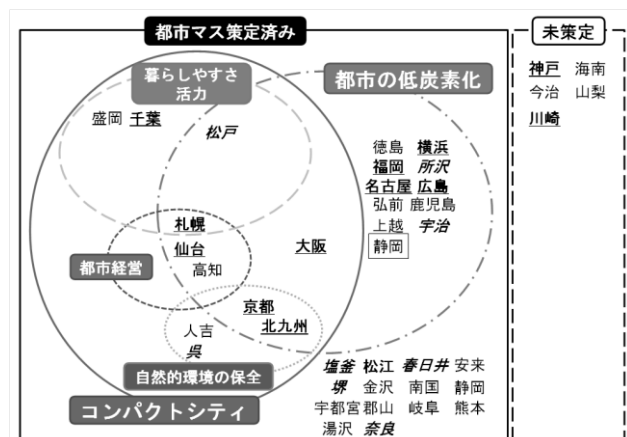 都市マス策定済み
未策定
暮らしやすさ
活力
都市の低炭素化
神戸 海南
今治 山梨
川崎
盛岡 千葉
松戸
徳島 横浜
福岡 所沢
名古屋 広島
弘前 鹿児島
上越 宇治
静岡
札幌
仙台
高知
大阪
都市経営
京都
北九州
人吉
呉
自然的環境の保全
コンパクトシティ
塩釜 松江 春日井 安来
堺 金沢 南国 静岡
宇都宮 郡山 岐阜 熊本
湯沢 奈良